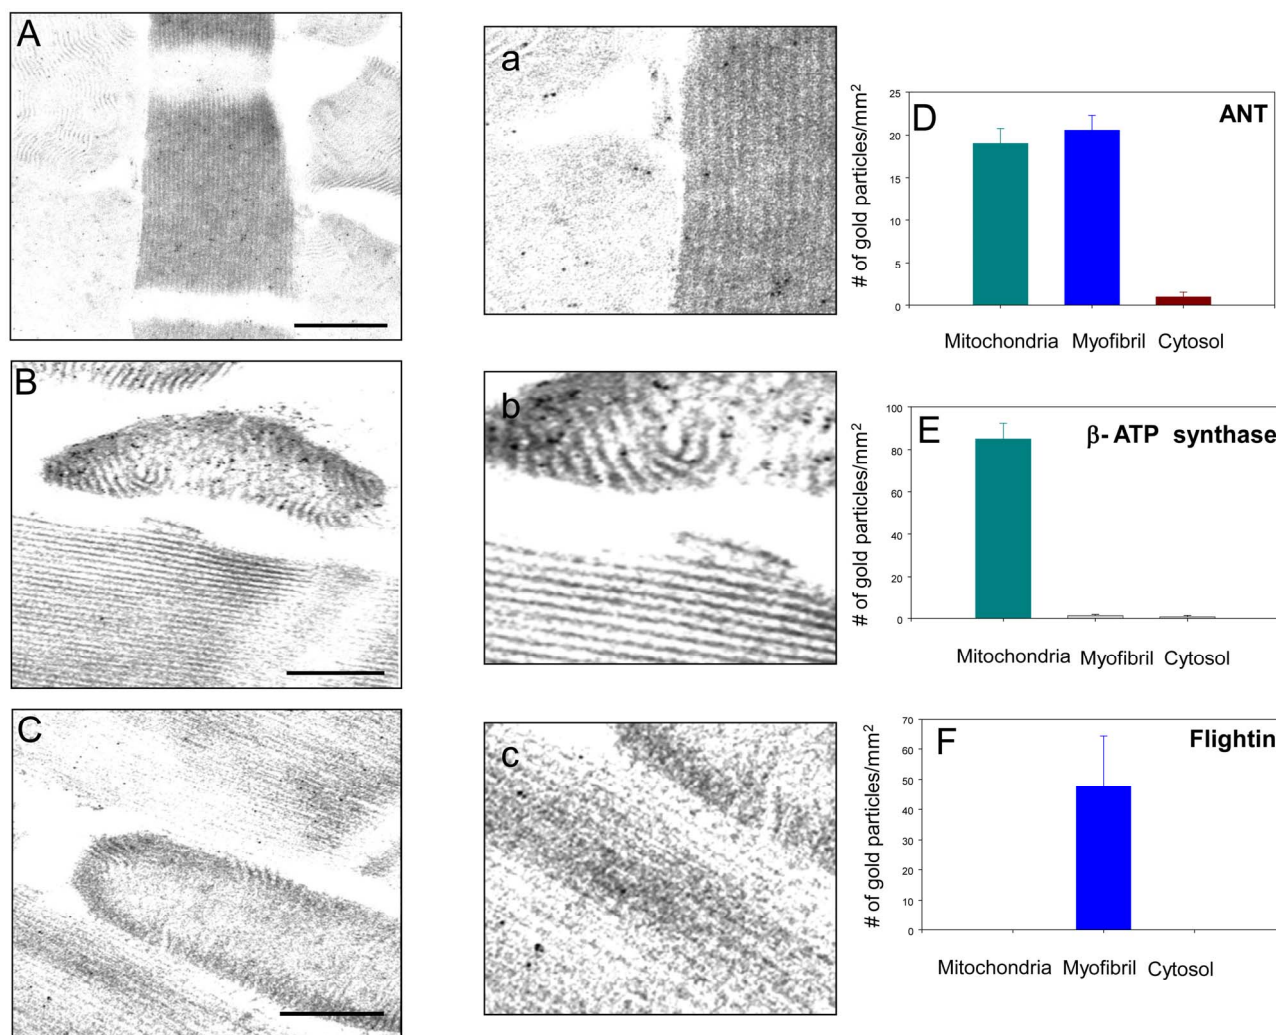 A
a
# of gold particles/mm²
25
20
15
10
5
0
D
ANT
Mitochondria Myofibril Cytosol
B
b
# of gold particles/mm²
100
80
60
40
20
0
E
β-ATP synthase
Mitochondria Myofibril Cytosol
C
c
# of gold particles/mm²
70
60
50
40
30
20
10
0
F
Flightin
Mitochondria Myofibril Cytosol